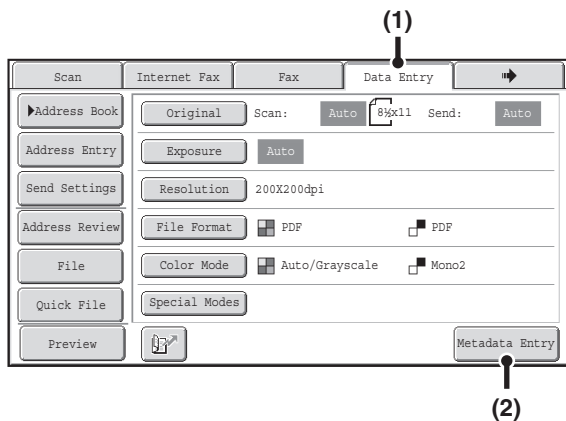 (1)
Scan Internet Fax Fax Data Entry
Address Book Original Scan: Auto 8½x11 Send: Auto
Address Entry Exposure Auto
Send Settings Resolution 200X200dpi
Address Review File Format PDF PDF
File Color Mode Auto/Grayscale Mono2
Quick File Special Modes
Preview Metadata Entry
(2)